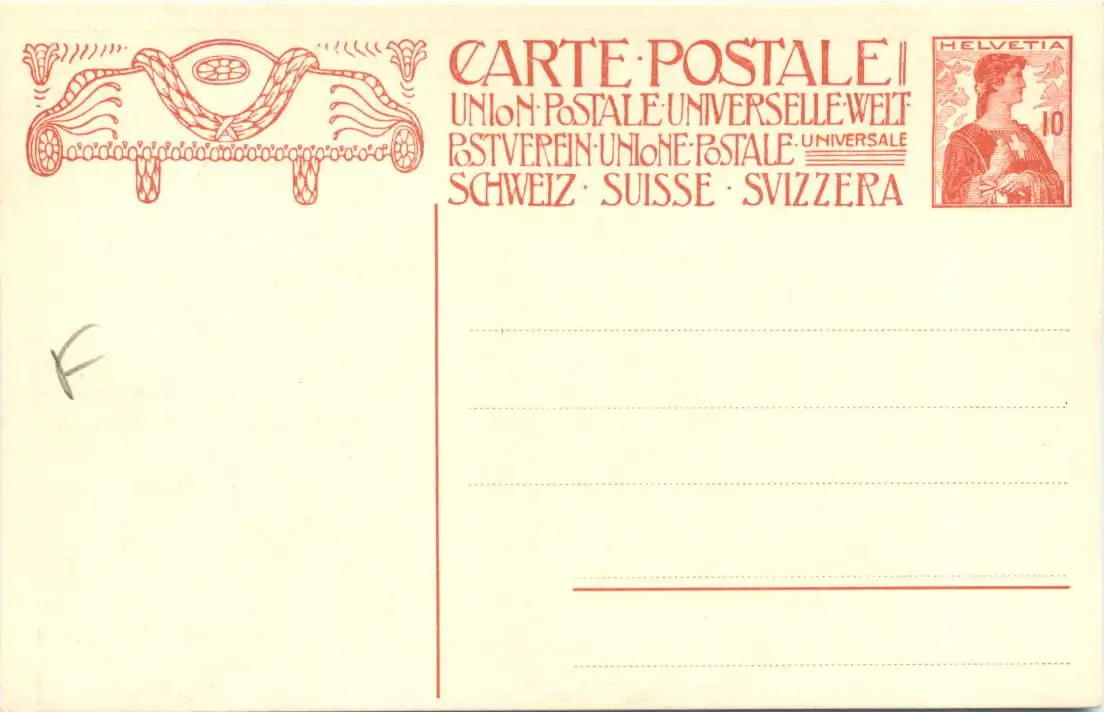 CARTE · POSTALE
UNION · POSTALE · UNIVERSELLE · WELT
POSTVEREIN · UNIONE · POSTALE · UNIVERSALE
SCHWEIZ · SUISSE · SVIZZERA
HELVETIA
10
F